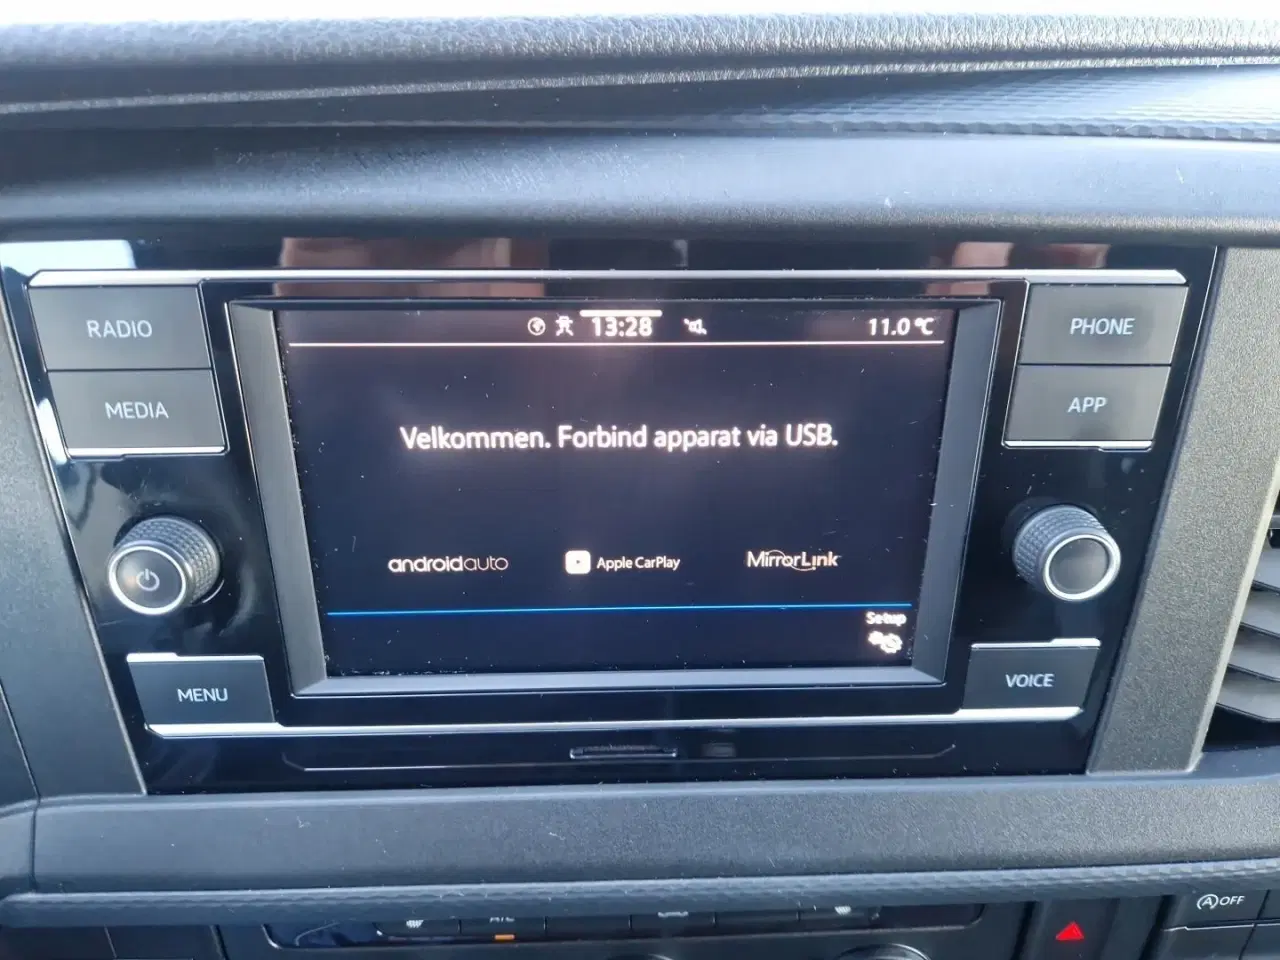 RADIO
MEDIA
MENU
13:28
11.0 °C
Velkommen. Forbind apparat via USB.
androidauto
Apple CarPlay
MirrorLink
Setup
PHONE
APP
VOICE
A OFF